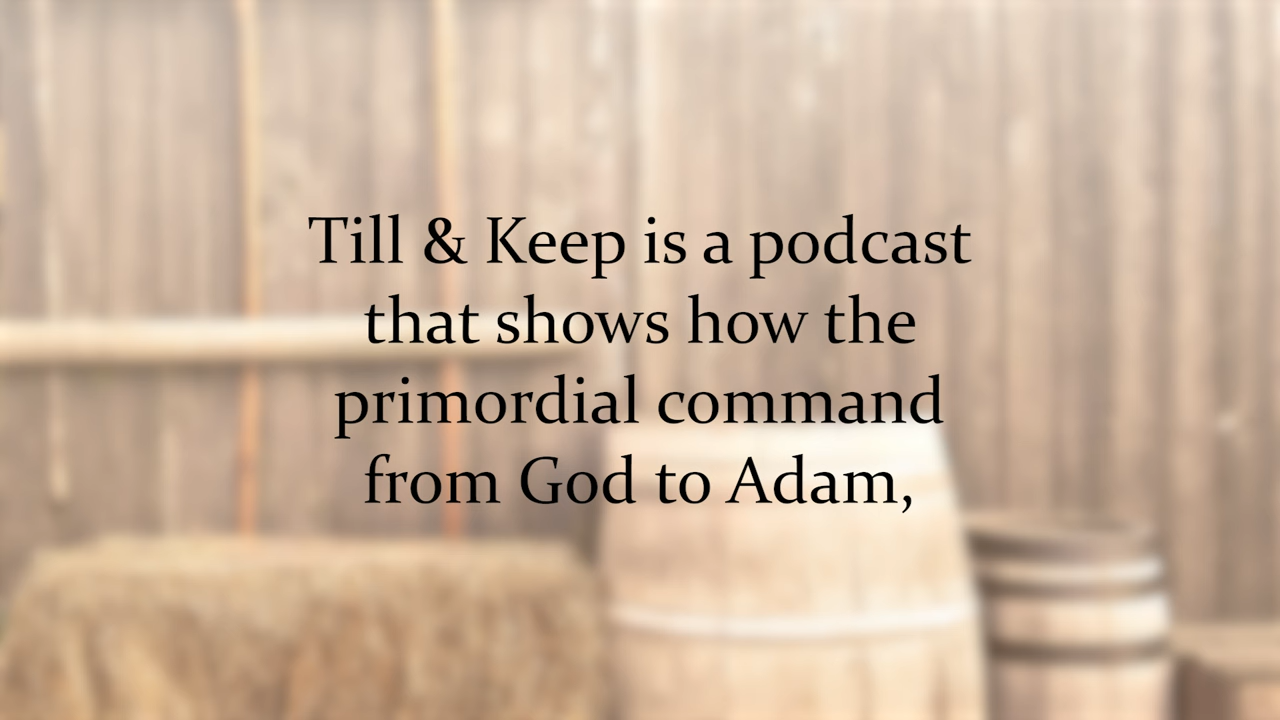 Till & Keep is a podcast
that shows how the
primordial command
from God to Adam,